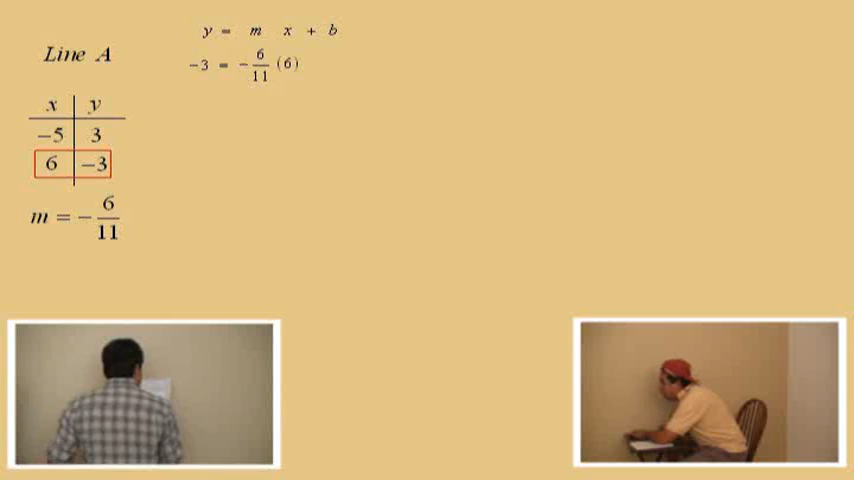 Line A
x y
−5 3
6 −3
m = − 6/11
y = m x + b
−3 = − 6/11 (6)